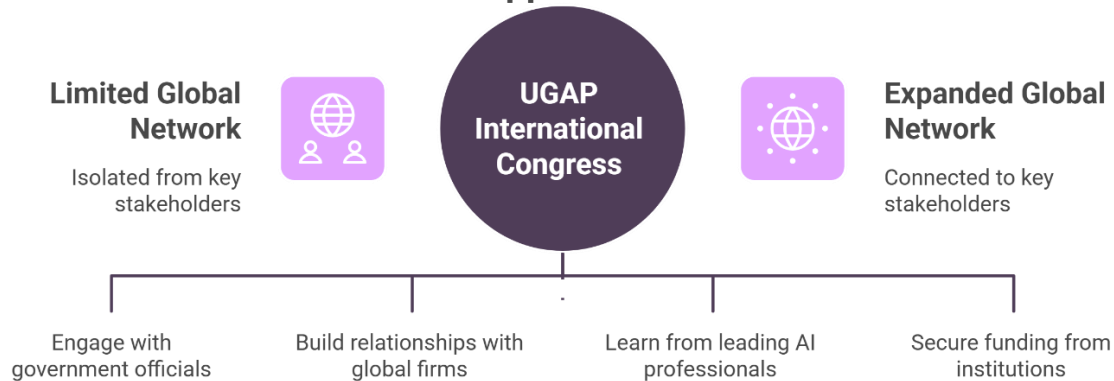 Limited Global
Network
Isolated from key
stakeholders
UGAP
International
Congress
Expanded Global
Network
Connected to key
stakeholders
Engage with
government officials
Build relationships with
global firms
Learn from leading AI
professionals
Secure funding from
institutions